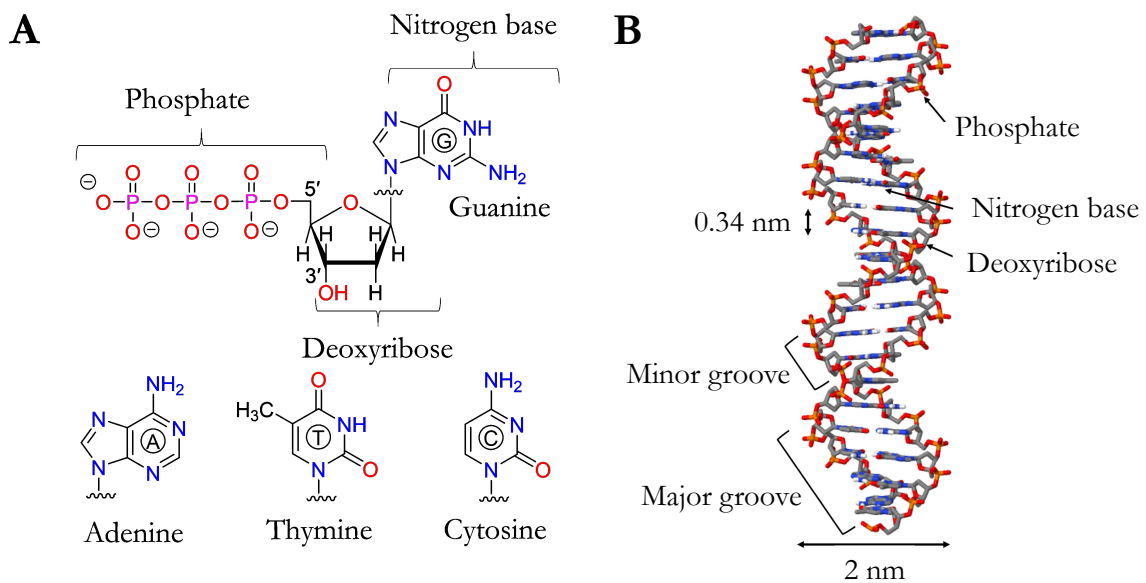 A
Nitrogen base
Phosphate
O
N
NH
G
N
N
NH2
Guanine
⊖
O
O
O
O P O P O P O
O⊖
O⊖
O⊖
5′
O
H
H
H
H
3′
OH
H
Deoxyribose
NH2
N
N
A
N
N
Adenine
O
H3C
NH
T
N
O
Thymine
NH2
N
C
N
O
Cytosine
B
Phosphate
Nitrogen base
0.34 nm
Deoxyribose
Minor groove
Major groove
2 nm